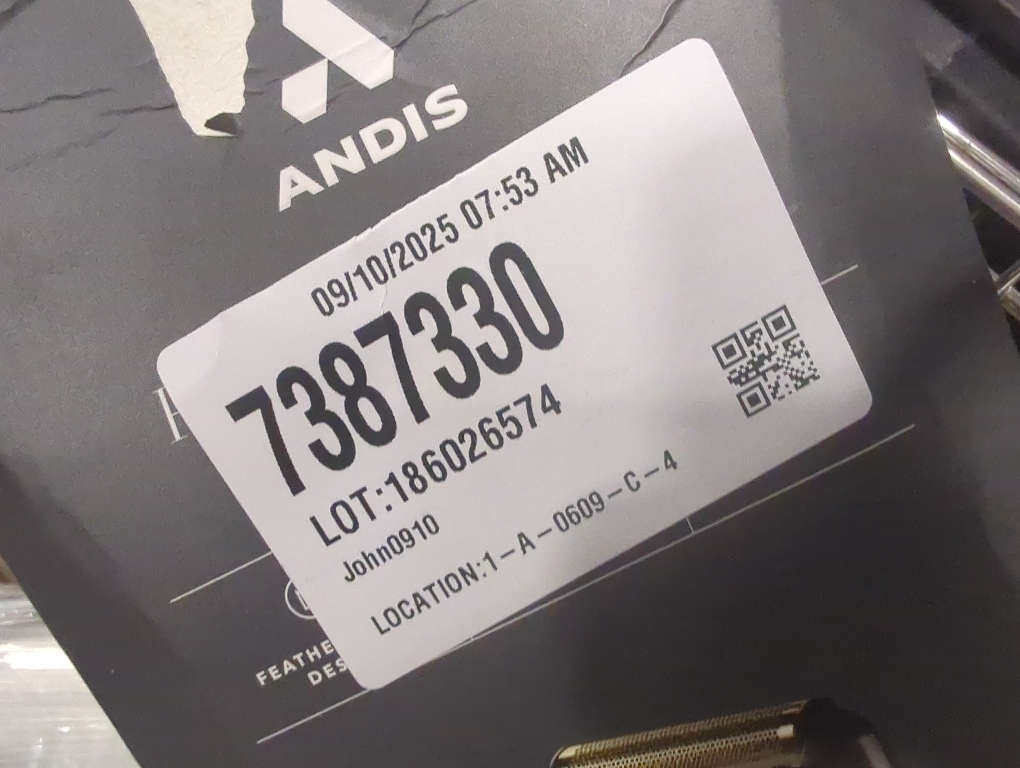 ANDIS
09/10/2025 07:53 AM
7387330
LOT:186026574
John0910
LOCATION:1-A-0609-C-4